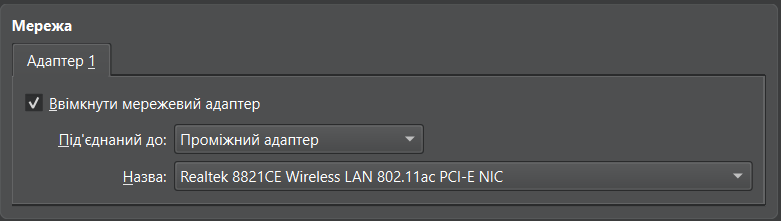 Мережа
Адаптер 1
Ввімкнути мережевий адаптер
Під'єднаний до: Проміжний адаптер
Назва: Realtek 8821CE Wireless LAN 802.11ac PCI-E NIC